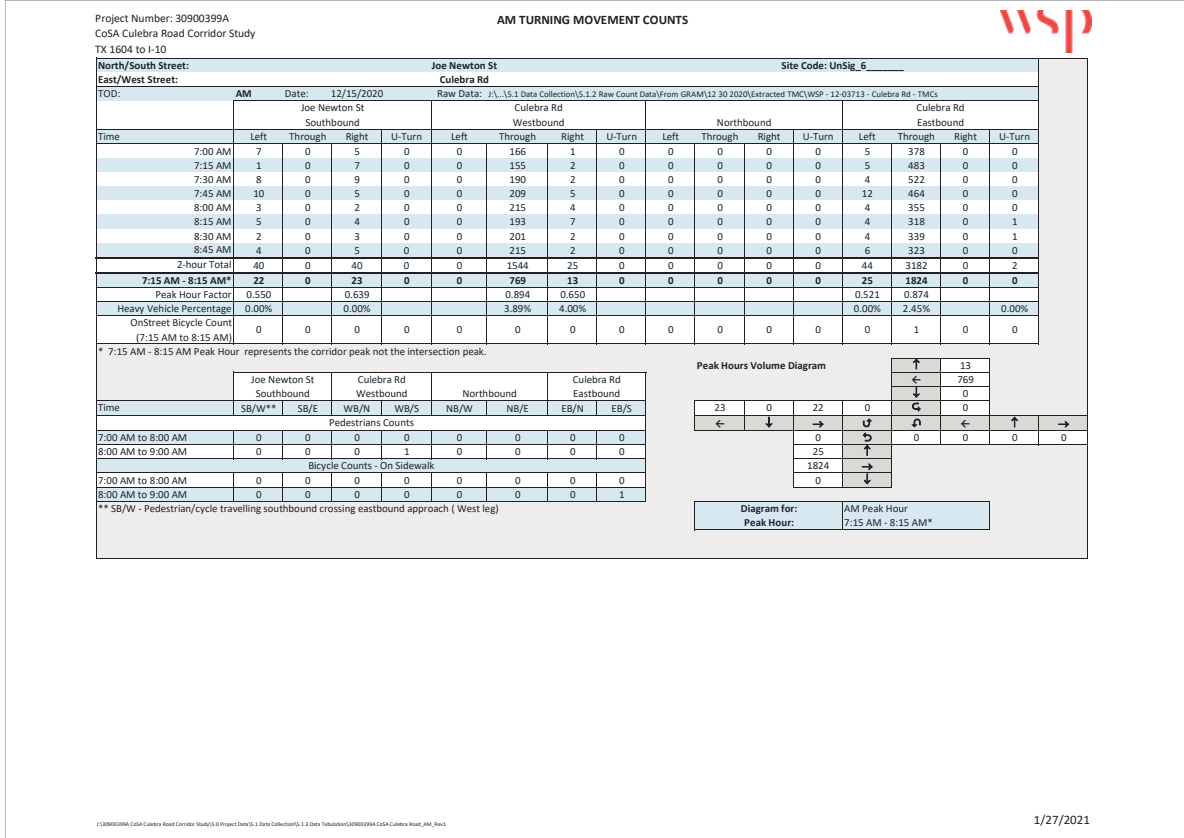 Project Number: 30900399A
AM TURNING MOVEMENT COUNTS
wsp
CoSA Culebra Road Corridor Study
TX 1604 to I-10
North/South Street: Joe Newton St Site Code: UnSig_6_______
East/West Street: Culebra Rd
TOD: AM Date: 12/15/2020 Raw Data: J:\...\5.1 Data Collection\5.1.2 Raw Count Data\From GRAM\12 30 2020\Extracted TMC\WSP - 12-03713 - Culebra Rd - TMCs
Joe Newton St Culebra Rd Culebra Rd
Southbound Westbound Northbound Eastbound
Time Left Through Right U-Turn Left Through Right U-Turn Left Through Right U-Turn Left Through Right U-Turn
7:00 AM 7 0 5 0 0 166 1 0 0 0 0 0 5 378 0 0
7:15 AM 1 0 7 0 0 155 2 0 0 0 0 0 5 483 0 0
7:30 AM 8 0 9 0 0 190 2 0 0 0 0 0 4 522 0 0
7:45 AM 10 0 5 0 0 209 5 0 0 0 0 0 12 464 0 0
8:00 AM 3 0 2 0 0 215 4 0 0 0 0 0 4 355 0 0
8:15 AM 5 0 4 0 0 193 7 0 0 0 0 0 4 318 0 1
8:30 AM 2 0 3 0 0 201 2 0 0 0 0 0 4 339 0 1
8:45 AM 4 0 5 0 0 215 2 0 0 0 0 0 6 323 0 0
2-hour Total 40 0 40 0 0 1544 25 0 0 0 0 0 44 3182 0 2
7:15 AM - 8:15 AM* 22 0 23 0 0 769 13 0 0 0 0 0 25 1824 0 0
Peak Hour Factor 0.550 0.639 0.894 0.650 0.521 0.874
Heavy Vehicle Percentage 0.00% 0.00% 3.89% 4.00% 0.00% 2.45% 0.00%
OnStreet Bicycle Count
(7:15 AM to 8:15 AM) 0 0 0 0 0 0 0 0 0 0 0 0 0 1 0 0
* 7:15 AM - 8:15 AM Peak Hour represents the corridor peak not the intersection peak.
Joe Newton St Culebra Rd Culebra Rd
Southbound Westbound Northbound Eastbound
Time SB/W** SB/E WB/N WB/S NB/W NB/E EB/N EB/S
Pedestrians Counts
7:00 AM to 8:00 AM 0 0 0 0 0 0 0 0
8:00 AM to 9:00 AM 0 0 0 1 0 0 0 0
Bicycle Counts - On Sidewalk
7:00 AM to 8:00 AM 0 0 0 0 0 0 0 0
8:00 AM to 9:00 AM 0 0 0 0 0 0 0 1
** SB/W - Pedestrian/cycle travelling southbound crossing eastbound approach ( West leg)
Peak Hours Volume Diagram
↑ 13
← 769
↓ 0
23 0 22 0 ⮎ 0
← ↓ → ⮍ ⮏ ← ↑ →
0 ⮌ 0 0 0 0
25 ↑
1824 →
0 ↓
Diagram for: AM Peak Hour
Peak Hour: 7:15 AM - 8:15 AM*
J:\30900399A CoSA Culebra Road Corridor Study\5.0 Project Data\5.1 Data Collection\5.1.3 Data Tabulation\30900399A CoSA Culebra Road_AM_Rev1
1/27/2021